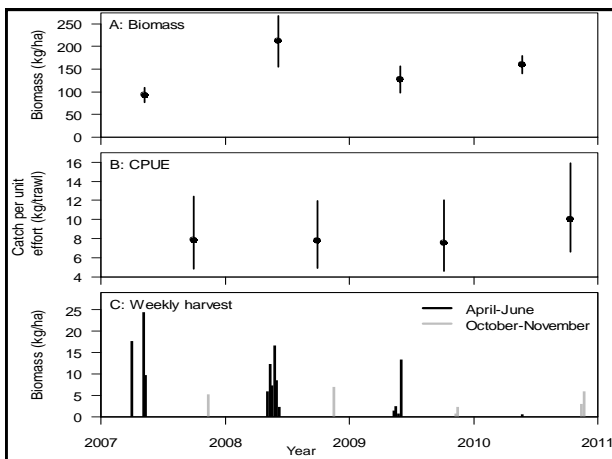 A: Biomass
Biomass (kg/ha)
250
200
150
100
50
0
B: CPUE
Catch per unit
effort (kg/trawl)
16
14
12
10
8
6
4
C: Weekly harvest
April-June
October-November
Biomass (kg/ha)
25
20
15
10
5
0
2007 2008 2009 2010 2011
Year